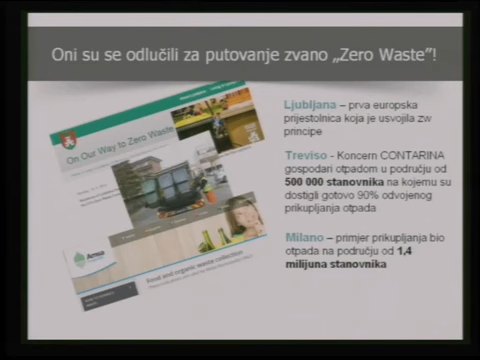 Oni su se odlučili za putovanje zvano „Zero Waste"!
On Our Way to Zero Waste
Amsa
Food and organic waste collection
Ljubljana – prva europska
prijestolnica koja je usvojila zw
principe
Treviso - Koncern CONTARINA
gospodari otpadom u području od
500 000 stanovnika na kojemu su
dostigli gotovo 90% odvojenog
prikupljanja otpada
Milano – primjer prikupljanja bio
otpada na području od 1,4
milijuna stanovnika